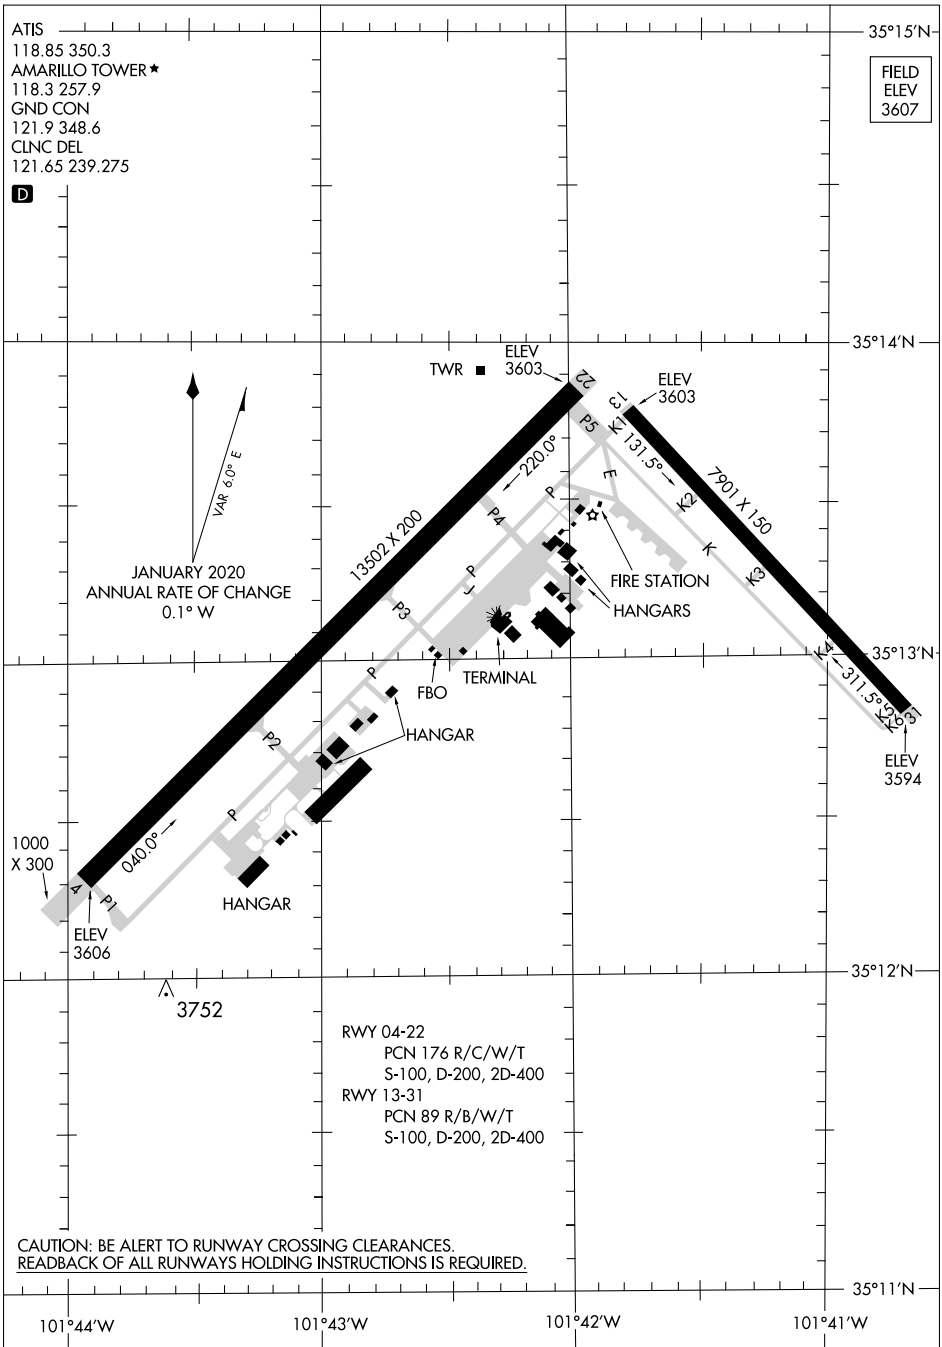 ATIS
118.85 350.3
AMARILLO TOWER★
118.3 257.9
GND CON
121.9 348.6
CLNC DEL
121.65 239.275
D
35°15'N
FIELD
ELEV
3607
35°14'N
TWR
ELEV
3603
22
13
ELEV
3603
P5
K1
131.5°
220.0°
E
P
K2
7901 X 150
VAR 6.0° E
P4
13502 X 200
K
JANUARY 2020
ANNUAL RATE OF CHANGE
0.1° W
P
J
K3
FIRE STATION
HANGARS
P3
K4
35°13'N
P
FBO
TERMINAL
311.5°
K5
K6
31
HANGAR
P2
ELEV
3594
P
040.0°
1000
X 300
4
P1
HANGAR
ELEV
3606
35°12'N
3752
RWY 04-22
PCN 176 R/C/W/T
S-100, D-200, 2D-400
RWY 13-31
PCN 89 R/B/W/T
S-100, D-200, 2D-400
CAUTION: BE ALERT TO RUNWAY CROSSING CLEARANCES.
READBACK OF ALL RUNWAYS HOLDING INSTRUCTIONS IS REQUIRED.
35°11'N
101°44'W
101°43'W
101°42'W
101°41'W